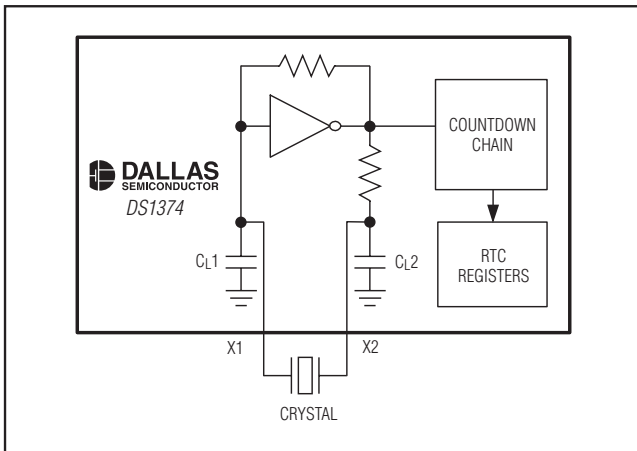 DALLAS
SEMICONDUCTOR
DS1374
COUNTDOWN
CHAIN
RTC
REGISTERS
CL1
CL2
X1
X2
CRYSTAL